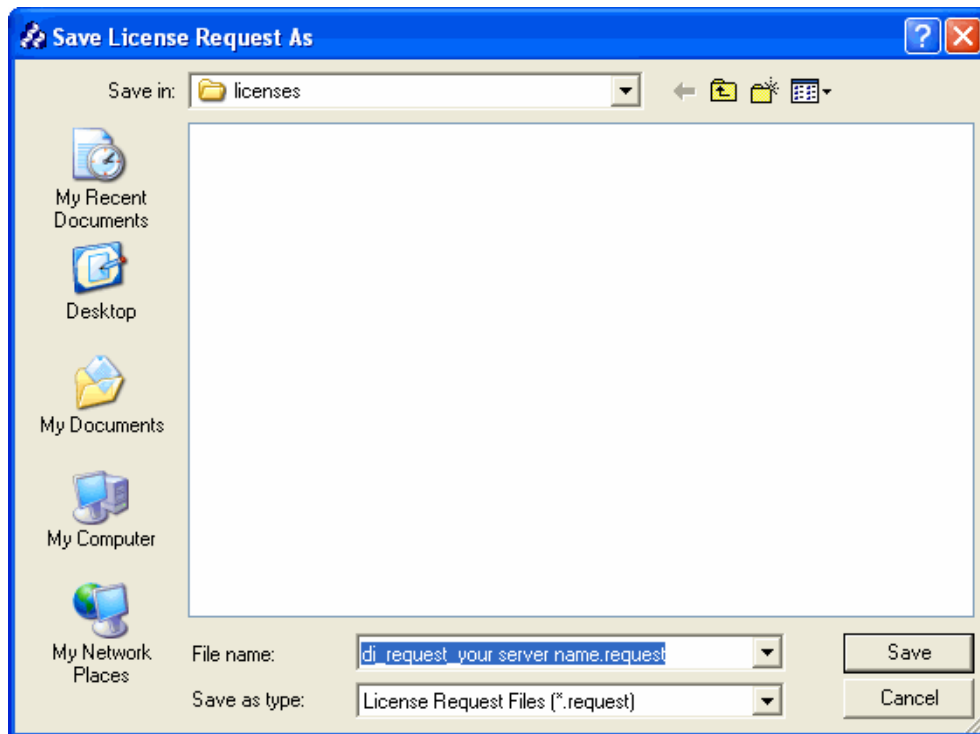 Save License Request As
Save in: licenses
My Recent
Documents
Desktop
My Documents
My Computer
My Network
Places
File name: di_request_your server name.request Save
Save as type: License Request Files (*.request) Cancel